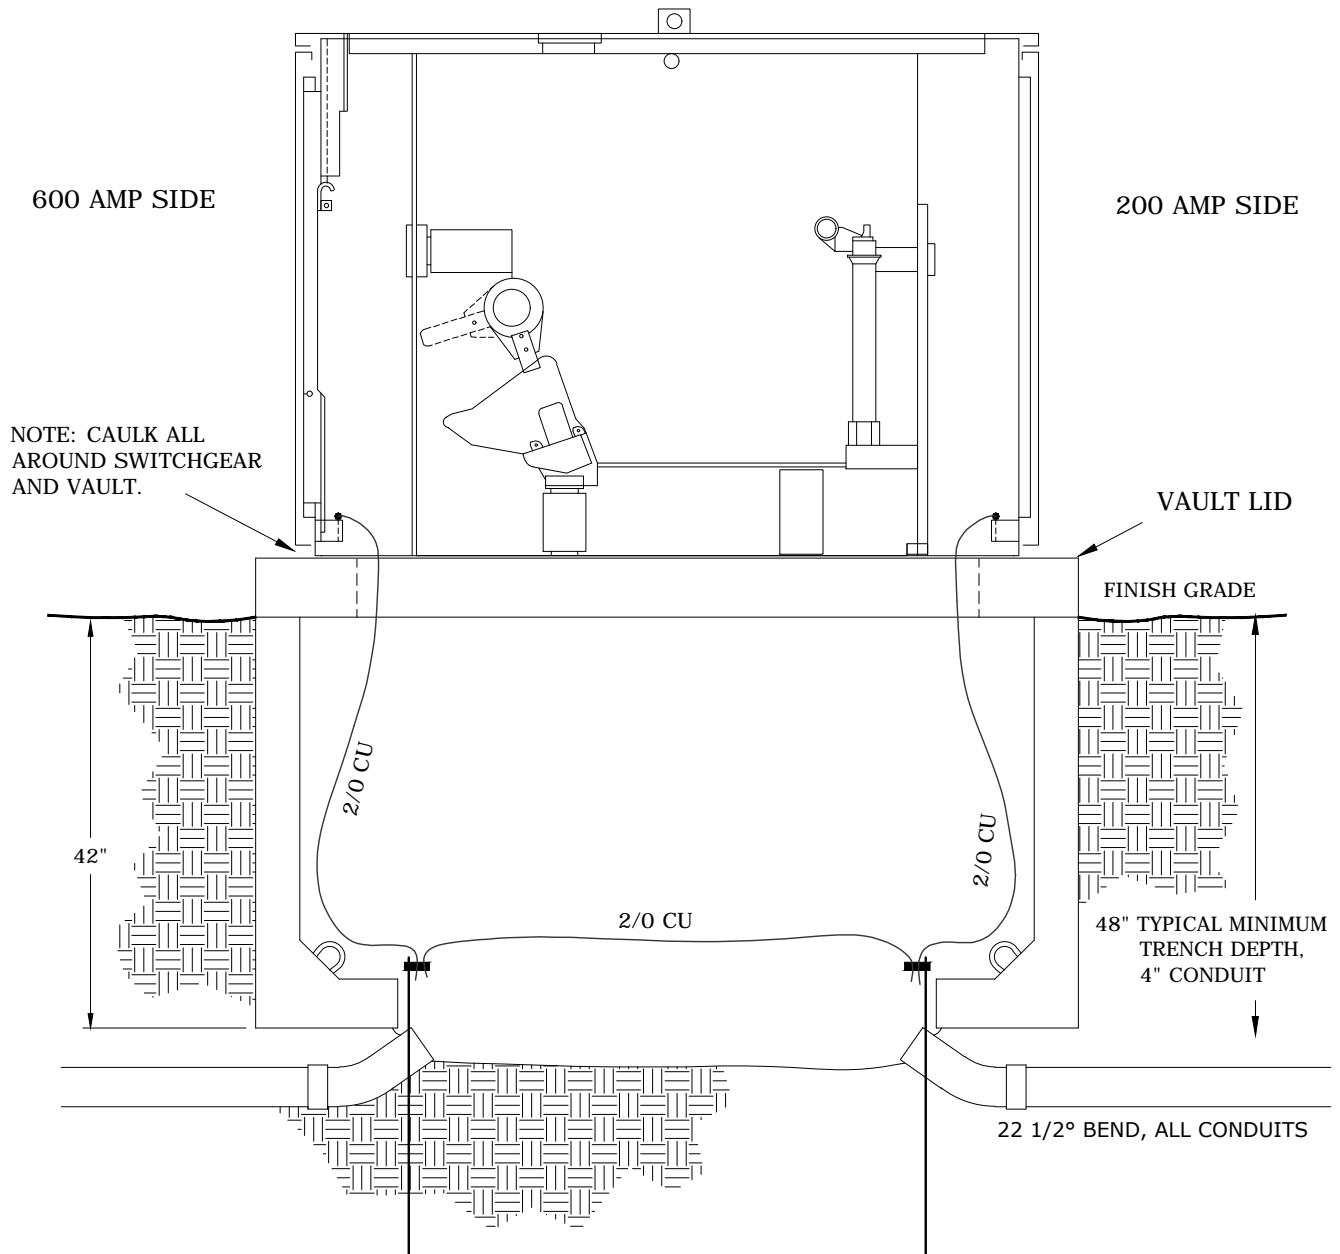 600 AMP SIDE
200 AMP SIDE
NOTE: CAULK ALL
AROUND SWITCHGEAR
AND VAULT.
VAULT LID
FINISH GRADE
2/0 CU
2/0 CU
42"
2/0 CU
48" TYPICAL MINIMUM
TRENCH DEPTH,
4" CONDUIT
22 1/2° BEND, ALL CONDUITS